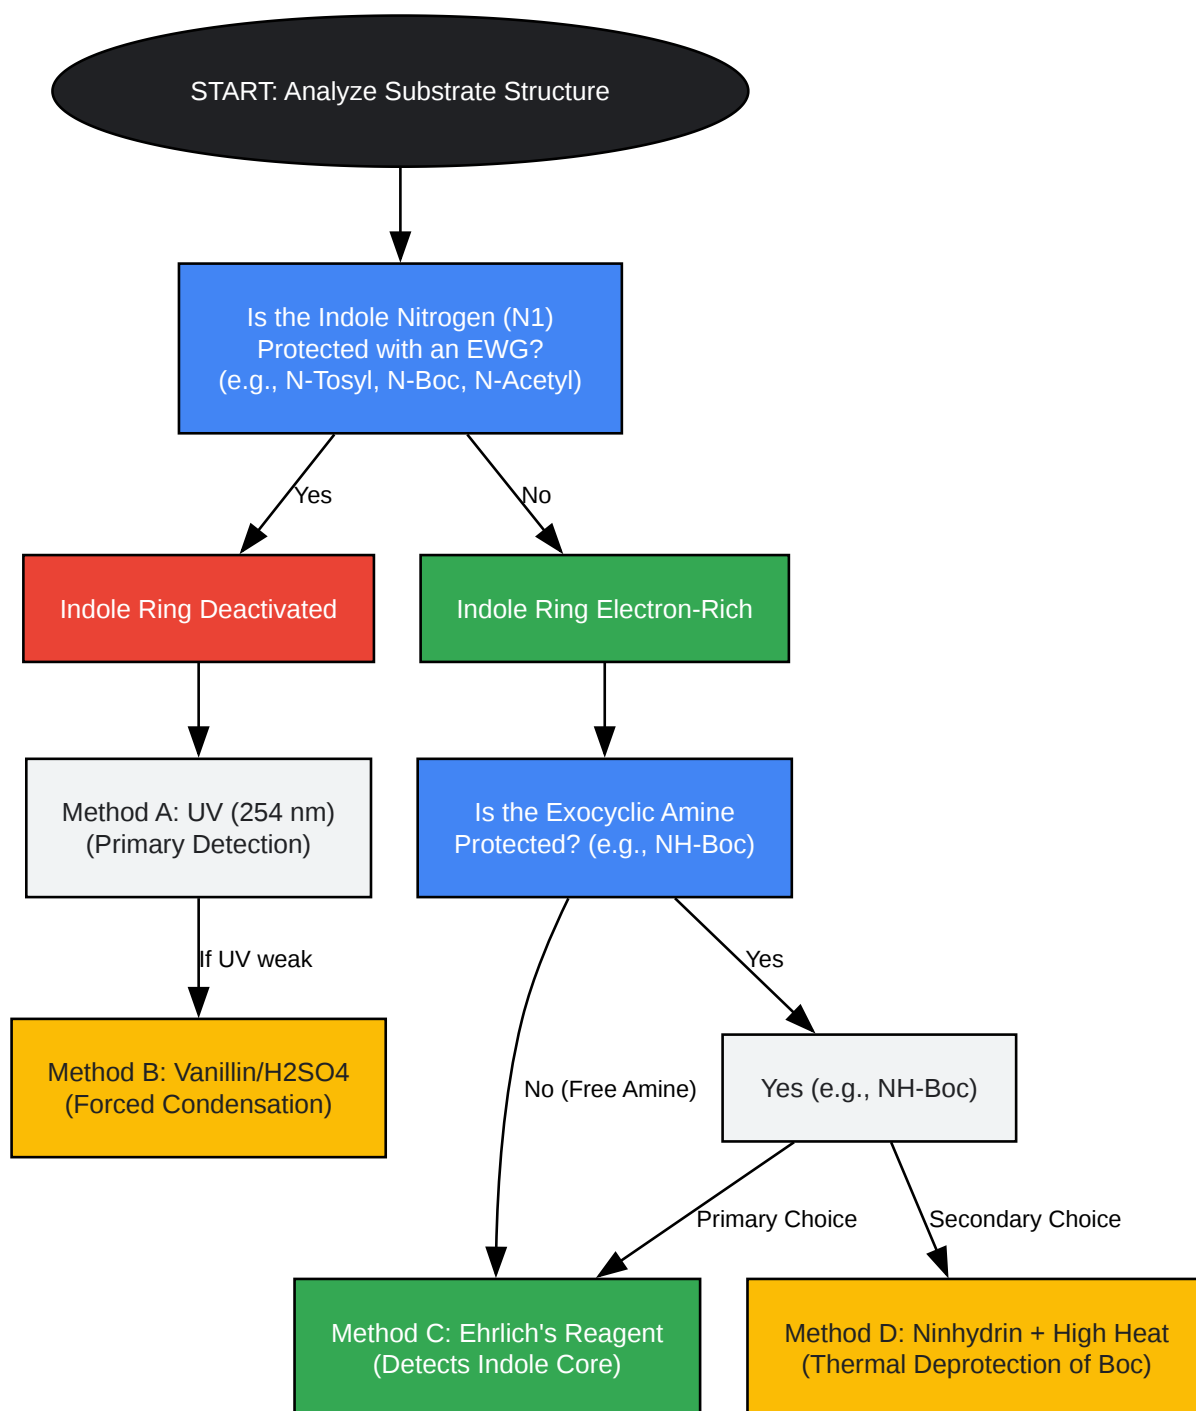 START: Analyze Substrate Structure
Is the Indole Nitrogen (N1)
Protected with an EWG?
(e.g., N-Tosyl, N-Boc, N-Acetyl)
Yes
No
Indole Ring Deactivated
Indole Ring Electron-Rich
Method A: UV (254 nm)
(Primary Detection)
Is the Exocyclic Amine
Protected? (e.g., NH-Boc)
If UV weak
Yes
Method B: Vanillin/H2SO4
(Forced Condensation)
No (Free Amine)
Yes (e.g., NH-Boc)
Primary Choice
Secondary Choice
Method C: Ehrlich's Reagent
(Detects Indole Core)
Method D: Ninhydrin + High Heat
(Thermal Deprotection of Boc)